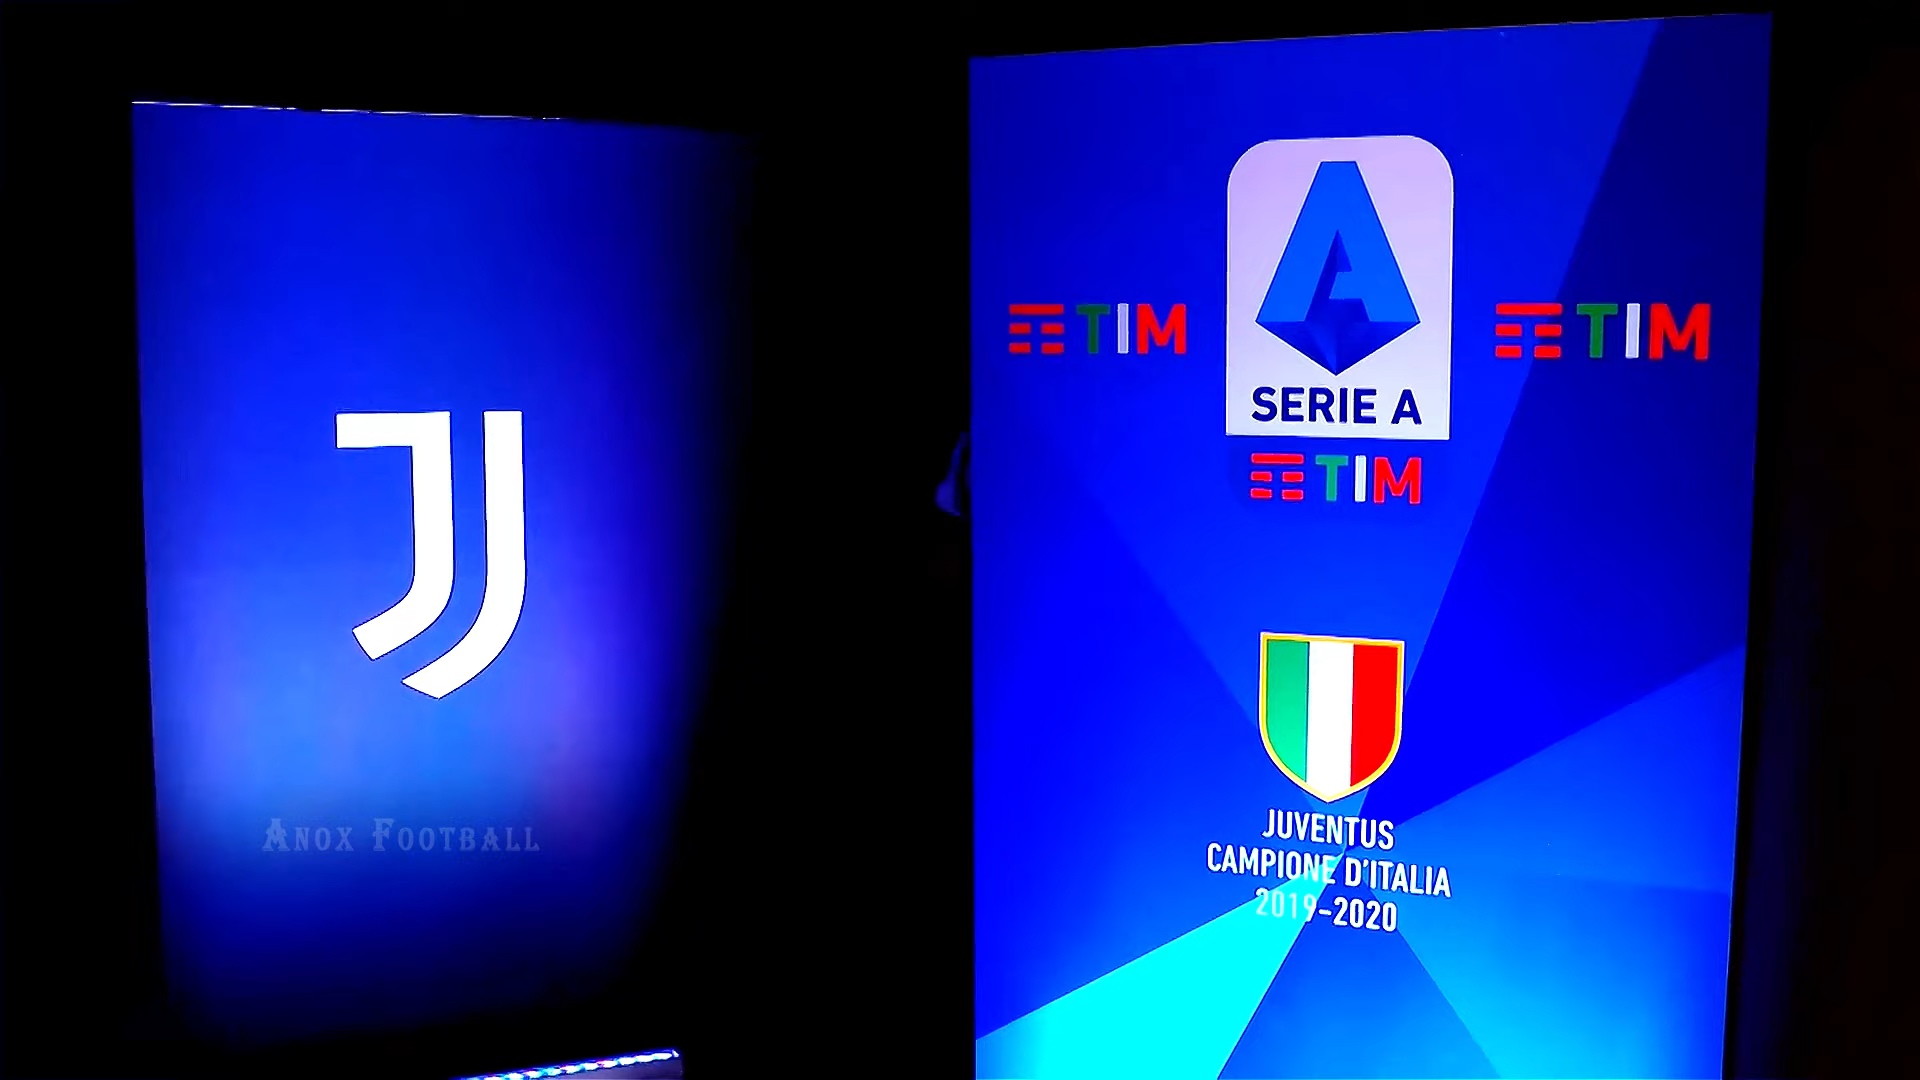 ANOX FOOTBALL
TIM
SERIE A
TIM
TIM
JUVENTUS
CAMPIONE D'ITALIA
2019-2020